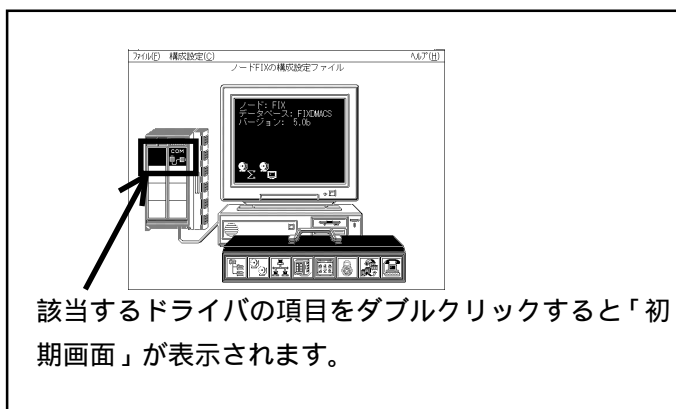 ファイル(F) 構成設定(C) ヘルプ(H)
ノードFIXの構成設定ファイル
ノード: FIX
データベース: FIXDMACS
バージョン: 5.0b
COM
該当するドライバの項目をダブルクリックすると「初
期画面」が表示されます。